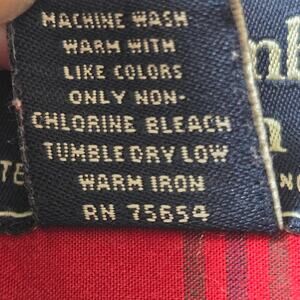 MACHINE WASH
WARM WITH
LIKE COLORS
ONLY NON-
CHLORINE BLEACH
TUMBLE DRY LOW
WARM IRON
RN 75654